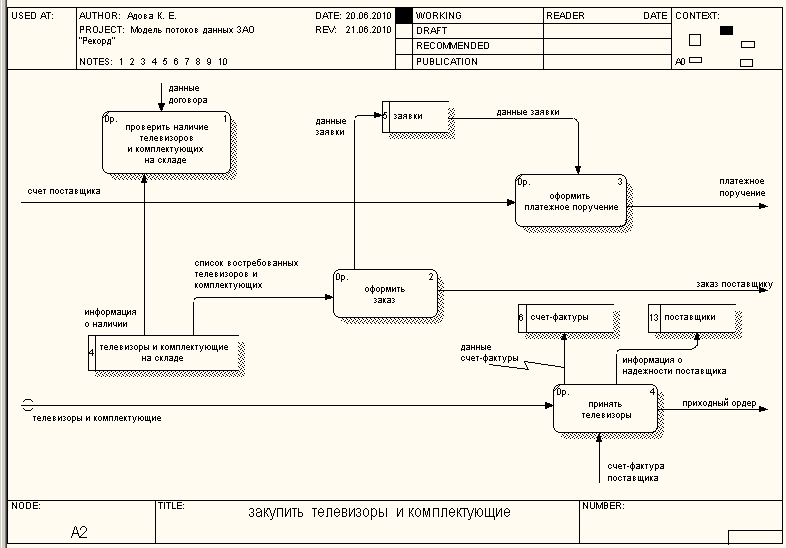 USED AT:
AUTHOR: Адова К. Е.
DATE: 20.06.2010
PROJECT: Модель потоков данных ЗАО
"Рекорд"
REV: 21.06.2010
NOTES: 1 2 3 4 5 6 7 8 9 10
WORKING
DRAFT
RECOMMENDED
PUBLICATION
READER
DATE
CONTEXT:
A0
данные
договора
0р. 1
проверить наличие
телевизоров
и комплектующих
на складе
данные
заявки
5 заявки
данные заявки
0р. 3
оформить
платежное поручение
счет поставщика
платежное
поручение
список востребованных
телевизоров и
комплектующих
0р. 2
оформить
заказ
заказ поставщику
информация
о наличии
4 телевизоры и комплектующие
на складе
6 счет-фактуры
13 поставщики
данные
счет-фактуры
информация о
надежности поставщика
0р. 4
принять
телевизоры
приходный ордер
телевизоры и комплектующие
счет-фактура
поставщика
NODE:
A2
TITLE:
закупить телевизоры и комплектующие
NUMBER: